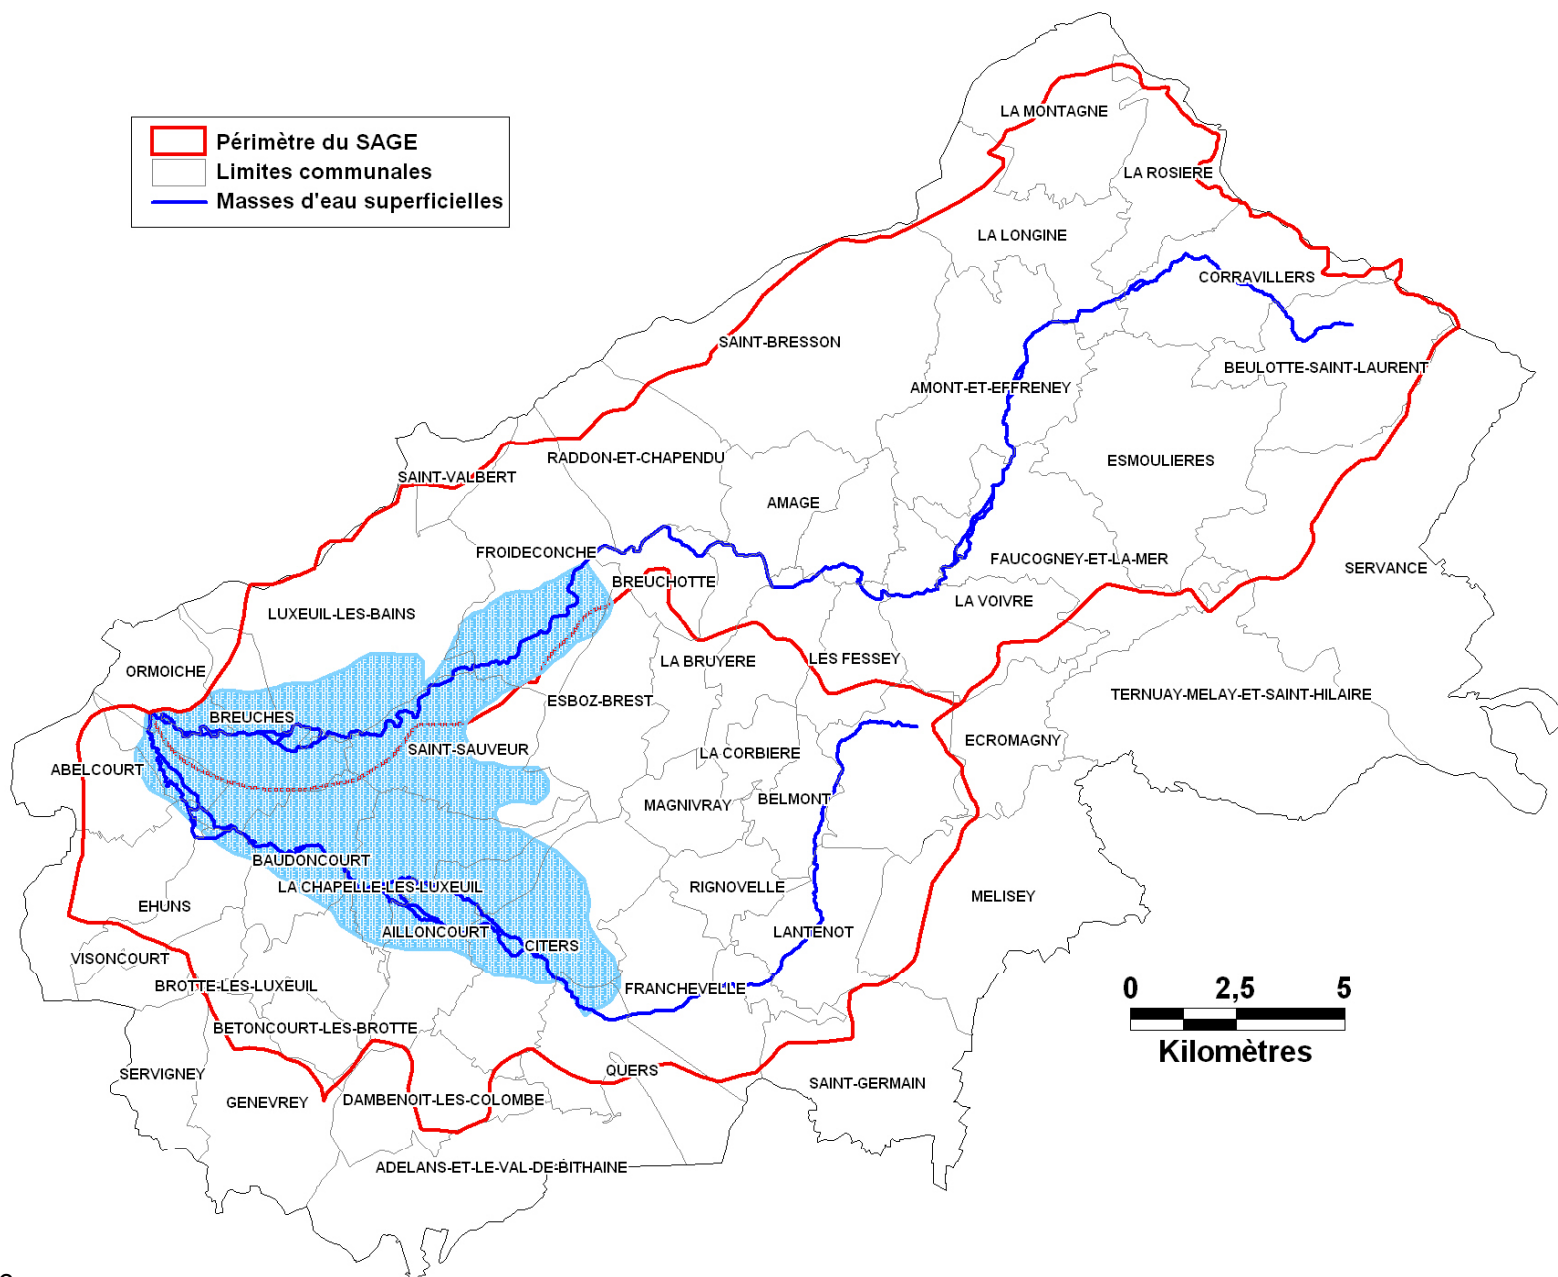 Périmètre du SAGE
Limites communales
Masses d'eau superficielles
LA MONTAGNE
LA ROSIERE
LA LONGINE
CORRAVILLERS
SAINT-BRESSON
BEULOTTE-SAINT-LAURENT
AMONT-ET-EFFRENEY
RADDON-ET-CHAPENDU
ESMOULIERES
SAINT-VALBERT
AMAGE
FROIDECONCHE
FAUCOGNEY-ET-LA-MER
SERVANCE
BREUCHOTTE
LA VOIVRE
LUXEUIL-LES-BAINS
ORMOICHE
LA BRUYERE
LES FESSEY
TERNUAY-MELAY-ET-SAINT-HILAIRE
ESBOZ-BREST
BREUCHES
SAINT-SAUVEUR
LA CORBIERE
ECROMAGNY
ABELCOURT
MAGNIVRAY
BELMONT
BAUDONCOURT
LA CHAPELLE-LES-LUXEUIL
RIGNOVELLE
MELISEY
EHUNS
AILLONCOURT
LANTENOT
CITERS
VISONCOURT
BROTTE-LES-LUXEUIL
FRANCHEVELLE
0 2,5 5
Kilomètres
BETONCOURT-LES-BROTTE
SERVIGNEY
QUERS
SAINT-GERMAIN
GENEVREY
DAMBENOIT-LES-COLOMBE
ADELANS-ET-LE-VAL-DE-BITHAINE